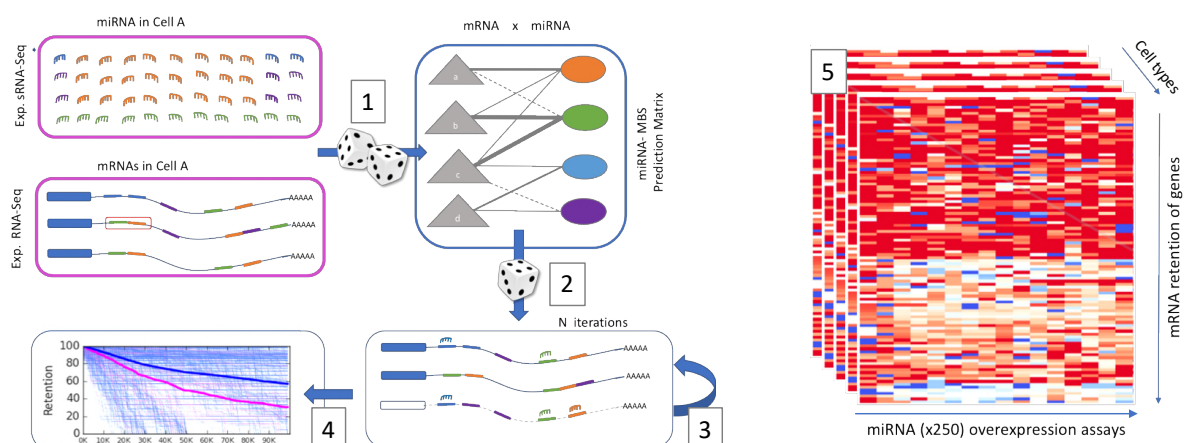 miRNA in Cell A
Exp. sRNA-Seq
mRNAs in Cell A
Exp. RNA-Seq
AAAAA
AAAAA
AAAAA
1
mRNA x miRNA
a
b
c
d
miRNA- MBS
Prediction Matrix
2
N iterations
AAAAA
AAAAA
AAAAA
3
4
Retention
100
80
60
40
20
0
0K 10K 20K 30K 40K 50K 60K 70K 80K 90K
5
Cell types
mRNA retention of genes
miRNA (x250) overexpression assays